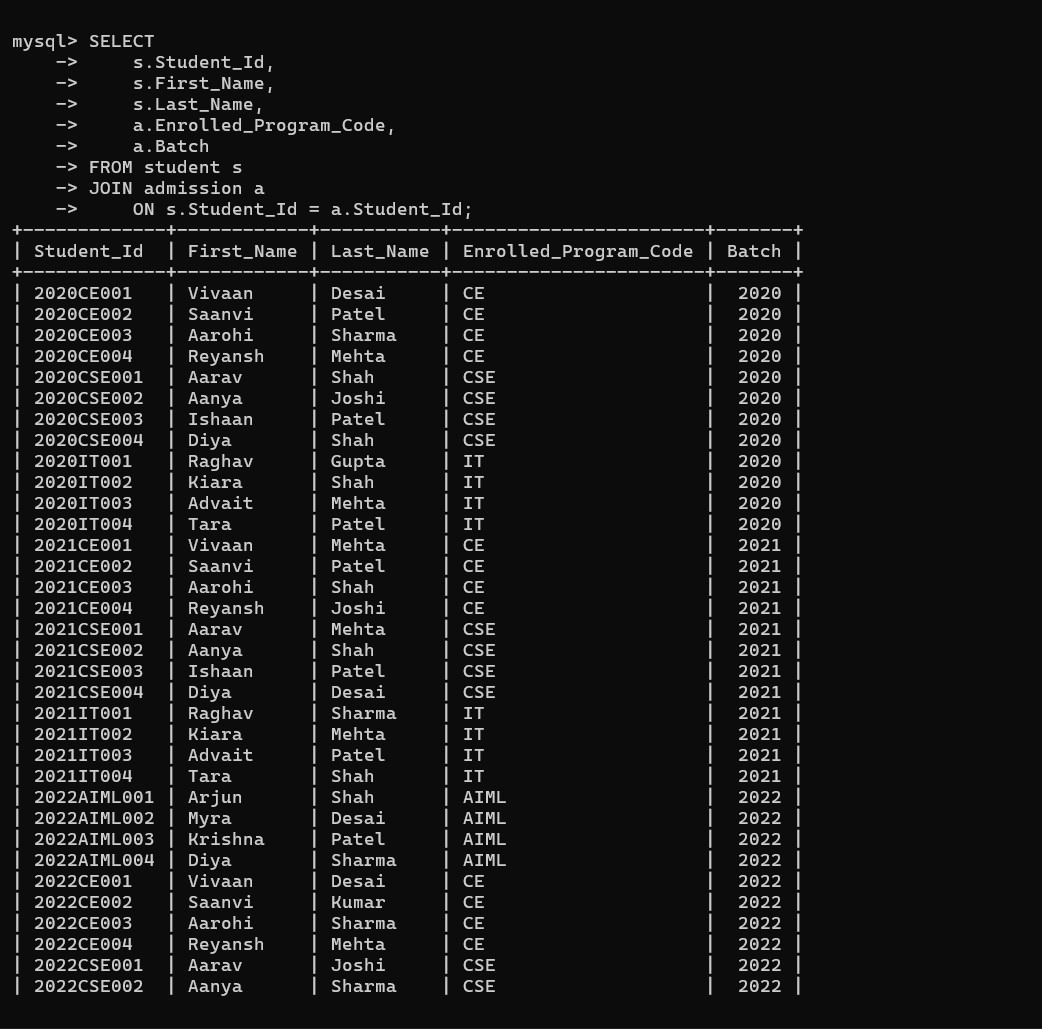 mysql> SELECT
    ->     s.Student_Id,
    ->     s.First_Name,
    ->     s.Last_Name,
    ->     a.Enrolled_Program_Code,
    ->     a.Batch
    -> FROM student s
    -> JOIN admission a
    ->     ON s.Student_Id = a.Student_Id;
+-------------+------------+-----------+-----------------------+-------+
| Student_Id  | First_Name | Last_Name | Enrolled_Program_Code | Batch |
+-------------+------------+-----------+-----------------------+-------+
| 2020CE001   | Vivaan     | Desai     | CE                    |  2020 |
| 2020CE002   | Saanvi     | Patel     | CE                    |  2020 |
| 2020CE003   | Aarohi     | Sharma    | CE                    |  2020 |
| 2020CE004   | Reyansh    | Mehta     | CE                    |  2020 |
| 2020CSE001  | Aarav      | Shah      | CSE                   |  2020 |
| 2020CSE002  | Aanya      | Joshi     | CSE                   |  2020 |
| 2020CSE003  | Ishaan     | Patel     | CSE                   |  2020 |
| 2020CSE004  | Diya       | Shah      | CSE                   |  2020 |
| 2020IT001   | Raghav     | Gupta     | IT                    |  2020 |
| 2020IT002   | Kiara      | Shah      | IT                    |  2020 |
| 2020IT003   | Advait     | Mehta     | IT                    |  2020 |
| 2020IT004   | Tara       | Patel     | IT                    |  2020 |
| 2021CE001   | Vivaan     | Mehta     | CE                    |  2021 |
| 2021CE002   | Saanvi     | Patel     | CE                    |  2021 |
| 2021CE003   | Aarohi     | Shah      | CE                    |  2021 |
| 2021CE004   | Reyansh    | Joshi     | CE                    |  2021 |
| 2021CSE001  | Aarav      | Mehta     | CSE                   |  2021 |
| 2021CSE002  | Aanya      | Shah      | CSE                   |  2021 |
| 2021CSE003  | Ishaan     | Patel     | CSE                   |  2021 |
| 2021CSE004  | Diya       | Desai     | CSE                   |  2021 |
| 2021IT001   | Raghav     | Sharma    | IT                    |  2021 |
| 2021IT002   | Kiara      | Mehta     | IT                    |  2021 |
| 2021IT003   | Advait     | Patel     | IT                    |  2021 |
| 2021IT004   | Tara       | Shah      | IT                    |  2021 |
| 2022AIML001 | Arjun      | Shah      | AIML                  |  2022 |
| 2022AIML002 | Myra       | Desai     | AIML                  |  2022 |
| 2022AIML003 | Krishna    | Patel     | AIML                  |  2022 |
| 2022AIML004 | Diya       | Sharma    | AIML                  |  2022 |
| 2022CE001   | Vivaan     | Desai     | CE                    |  2022 |
| 2022CE002   | Saanvi     | Kumar     | CE                    |  2022 |
| 2022CE003   | Aarohi     | Sharma    | CE                    |  2022 |
| 2022CE004   | Reyansh    | Mehta     | CE                    |  2022 |
| 2022CSE001  | Aarav      | Joshi     | CSE                   |  2022 |
| 2022CSE002  | Aanya      | Sharma    | CSE                   |  2022 |